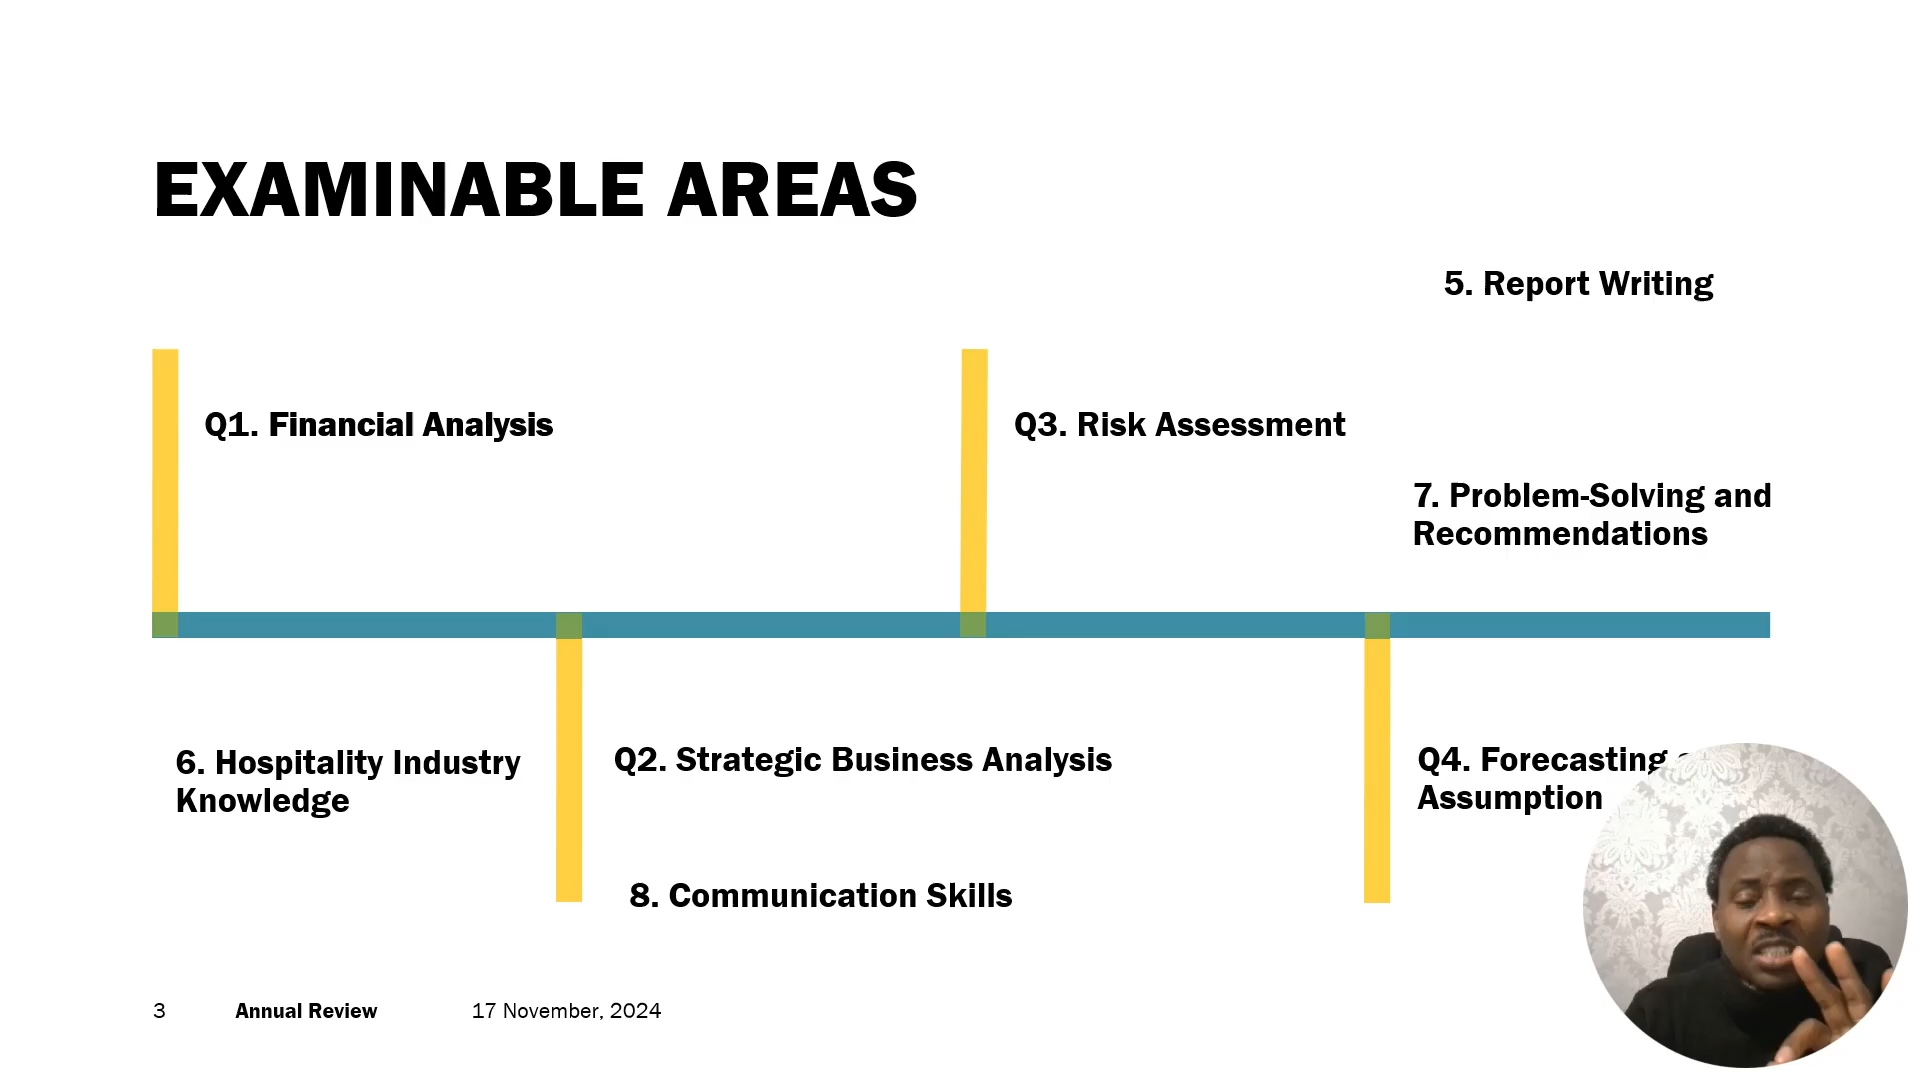 EXAMINABLE AREAS
5. Report Writing
Q1. Financial Analysis
Q3. Risk Assessment
7. Problem-Solving and
Recommendations
6. Hospitality Industry
Knowledge
Q2. Strategic Business Analysis
Q4. Forecasting
Assumption
8. Communication Skills
3 Annual Review 17 November, 2024